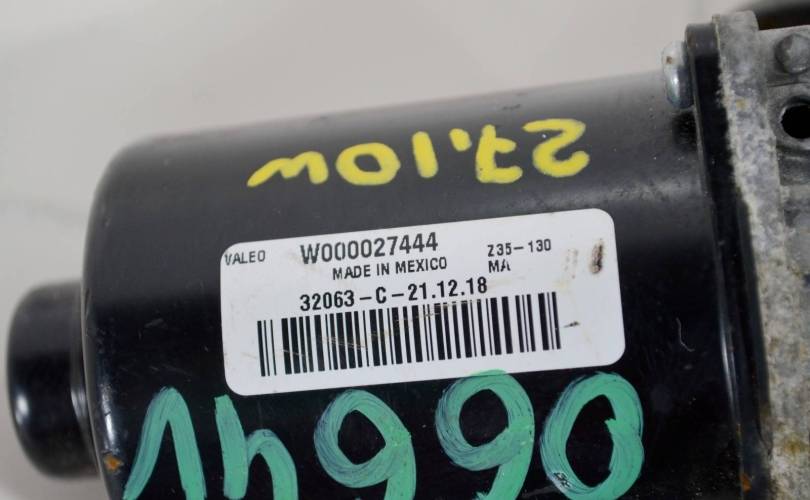 27.10w
VALEO W000027444 Z35-130
MADE IN MEXICO MA
32063-C-21.12.18
14990